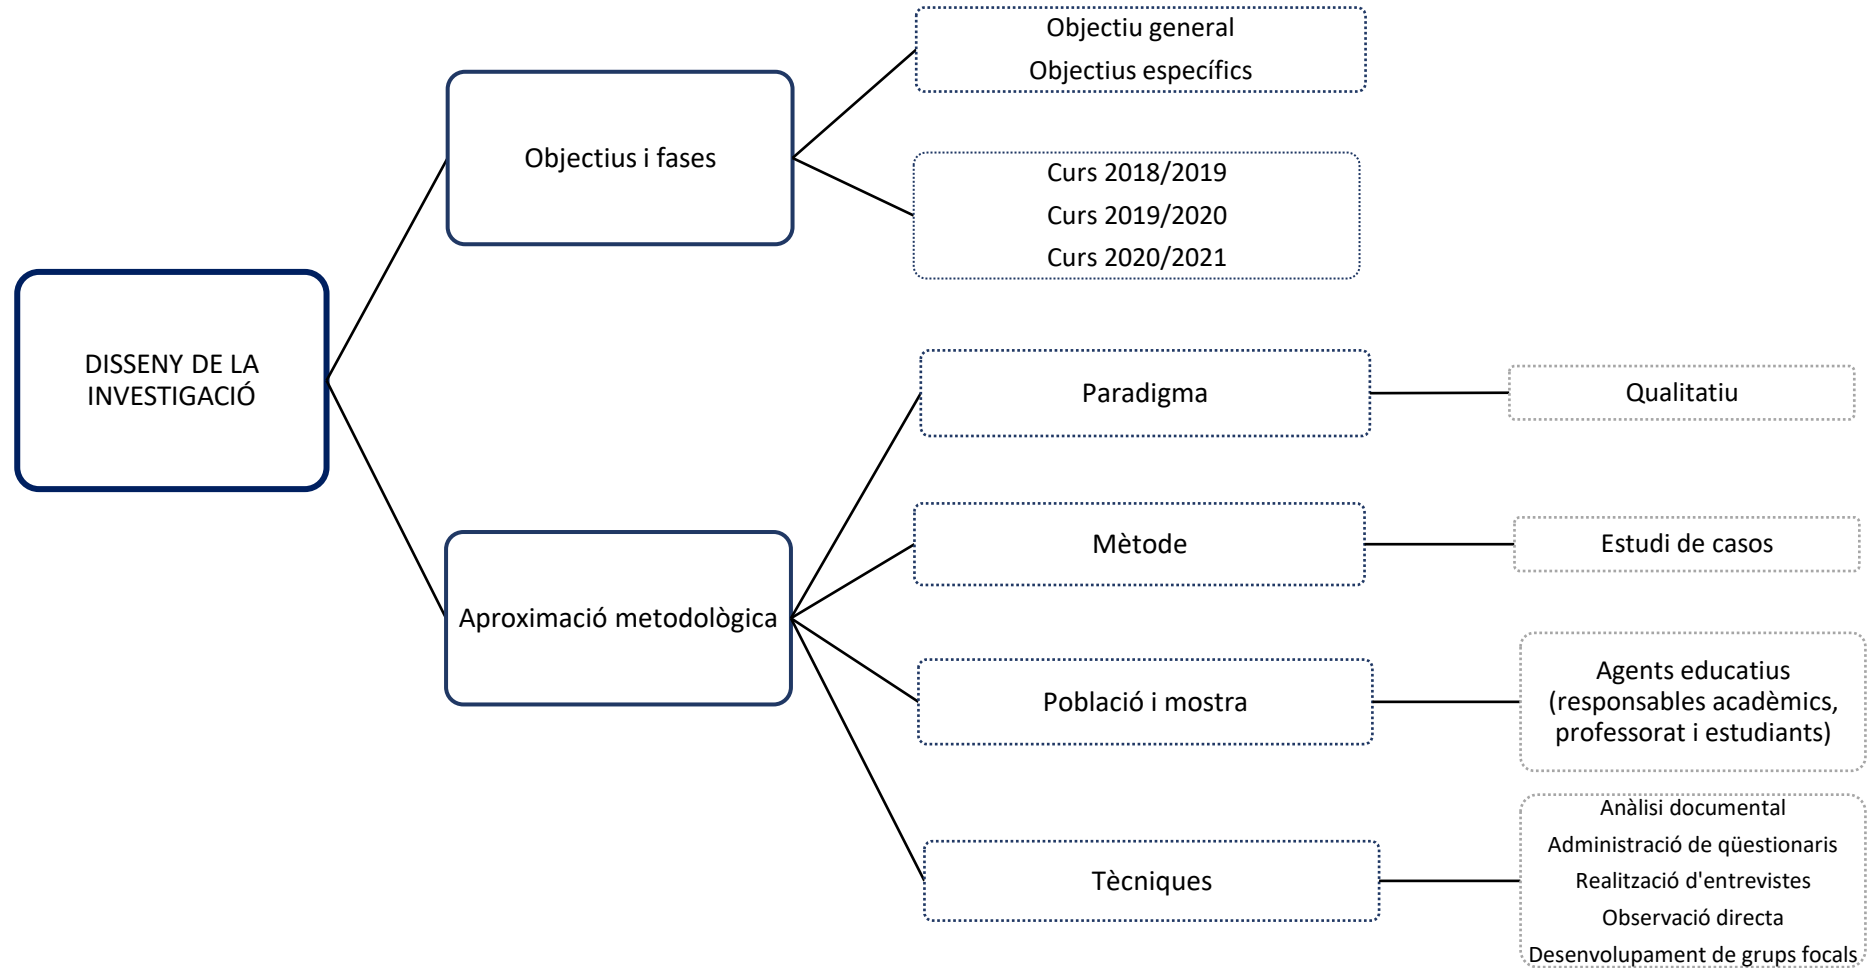 DISSENY DE LA
INVESTIGACIÓ
Objectius i fases
Objectiu general
Objectius específics
Curs 2018/2019
Curs 2019/2020
Curs 2020/2021
Aproximació metodològica
Paradigma
Qualitatiu
Mètode
Estudi de casos
Població i mostra
Agents educatius
(responsables acadèmics,
professorat i estudiants)
Tècniques
Anàlisi documental
Administració de qüestionaris
Realització d'entrevistes
Observació directa
Desenvolupament de grups focals